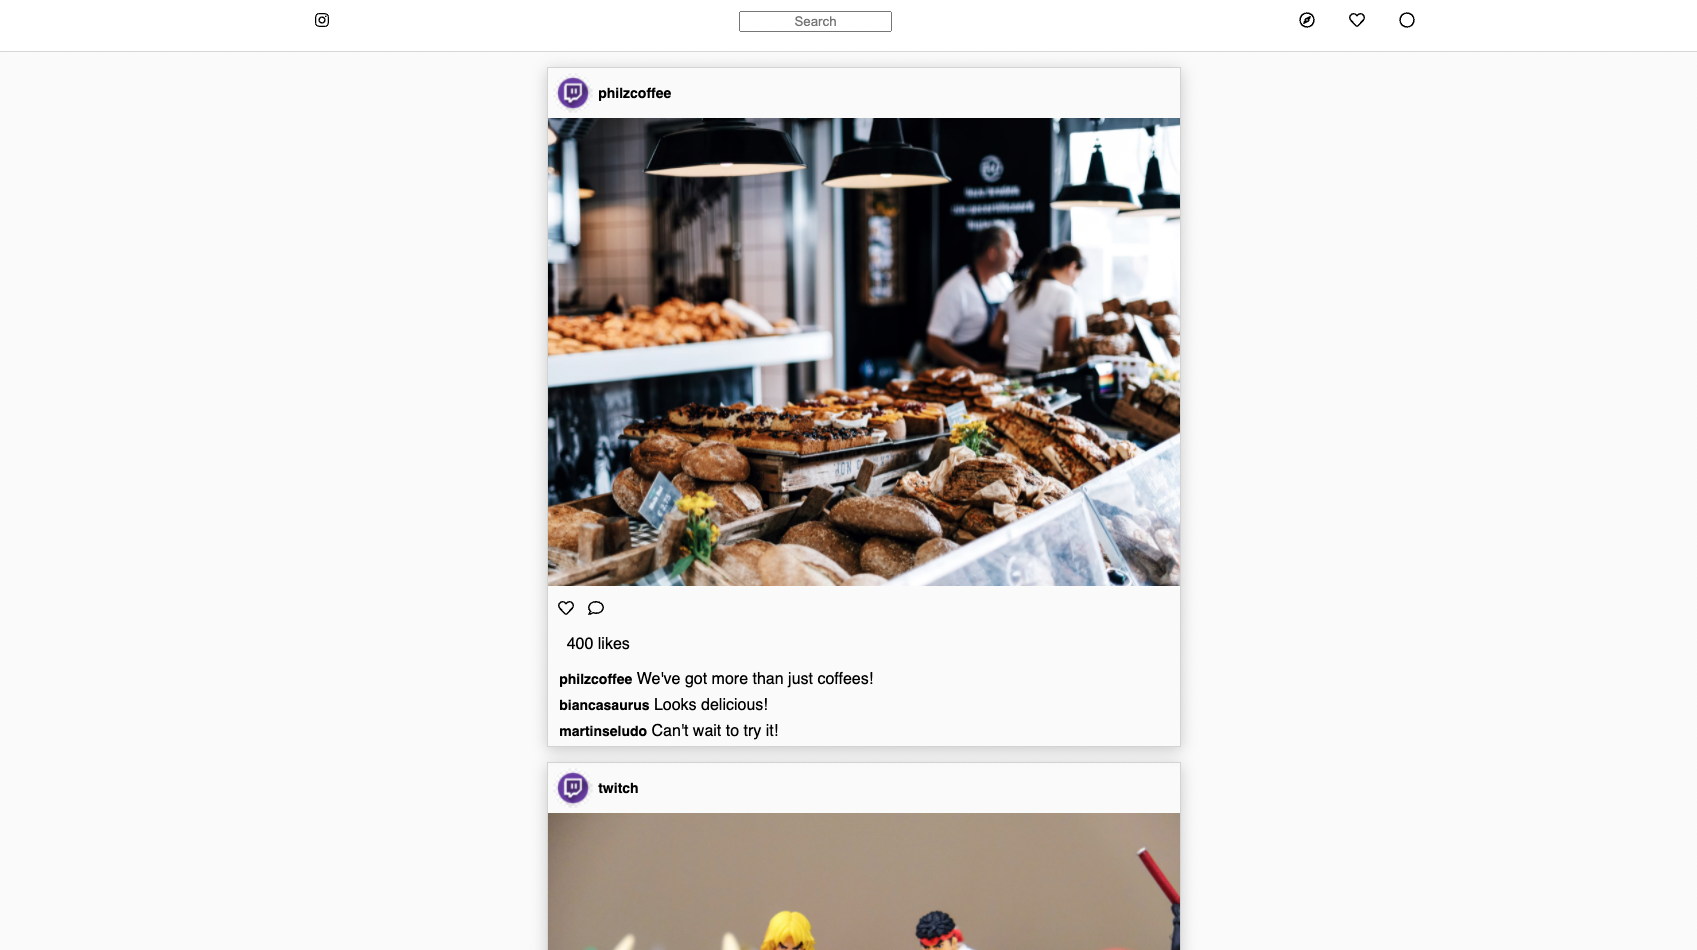 Search
philzcoffee
400 likes
philzcoffee We've got more than just coffees!
biancasaurus Looks delicious!
martinseludo Can't wait to try it!
twitch